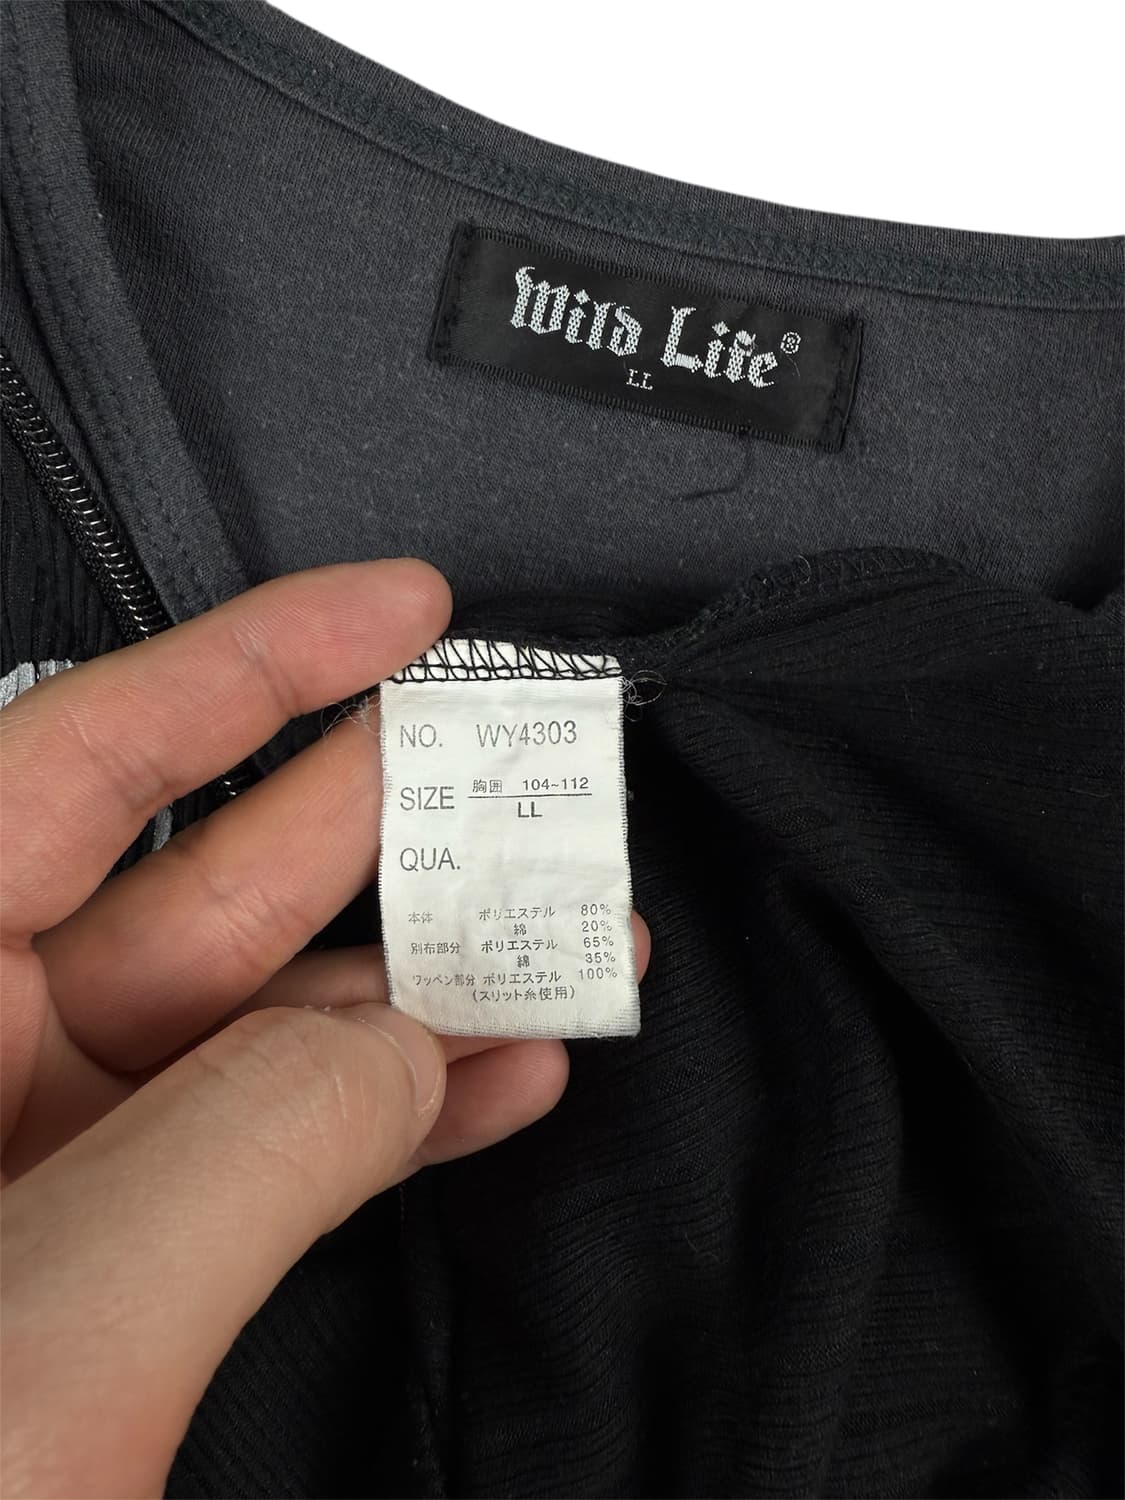 Wild Life®
LL
NO. WY4303
SIZE 胸囲 104~112
LL
QUA.
本体 ポリエステル 80%
綿 20%
別布部分 ポリエステル 65%
綿 35%
ワッペン部分 ポリエステル 100%
(スリット糸使用)